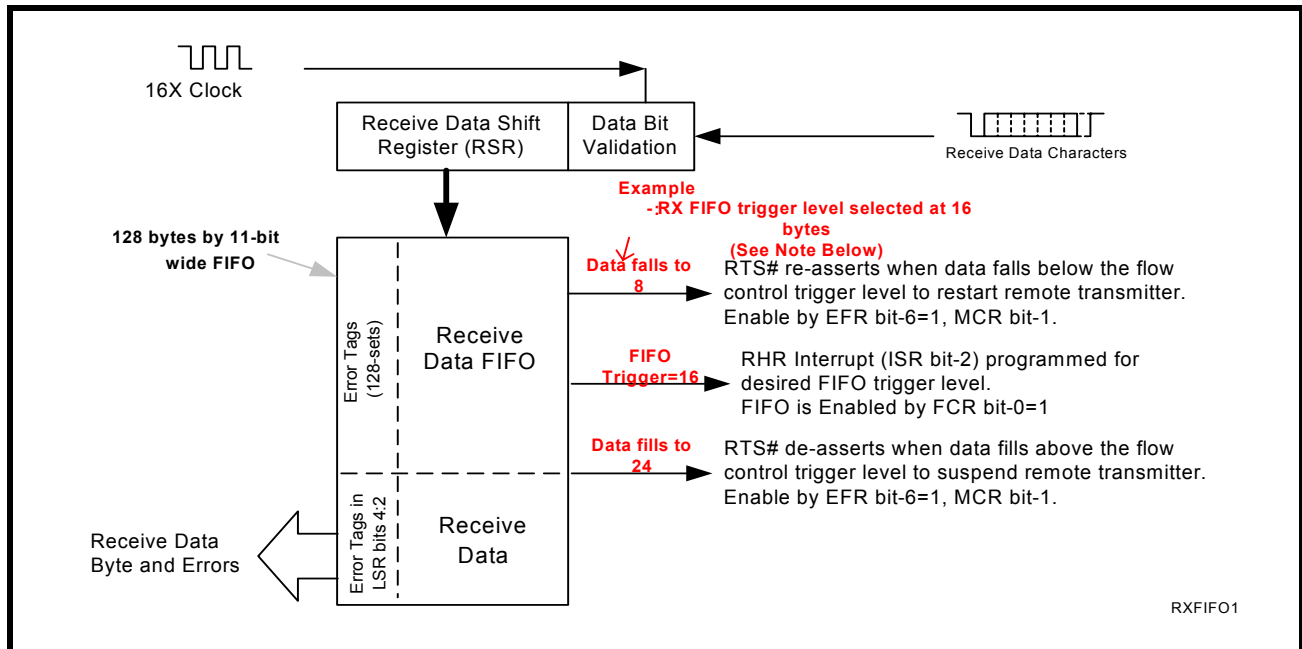 16X Clock
Receive Data Shift
Register (RSR)
Data Bit
Validation
Receive Data Characters
Example
-:RX FIFO trigger level selected at 16
bytes
(See Note Below)
128 bytes by 11-bit
wide FIFO
Error Tags
(128-sets)
Receive
Data FIFO
Data falls to
8
RTS# re-asserts when data falls below the flow
control trigger level to restart remote transmitter.
Enable by EFR bit-6=1, MCR bit-1.
FIFO
Trigger=16
RHR Interrupt (ISR bit-2) programmed for
desired FIFO trigger level.
FIFO is Enabled by FCR bit-0=1
Data fills to
24
RTS# de-asserts when data fills above the flow
control trigger level to suspend remote transmitter.
Enable by EFR bit-6=1, MCR bit-1.
Receive Data
Byte and Errors
Error Tags in
LSR bits 4:2
Receive
Data
RXFIFO1